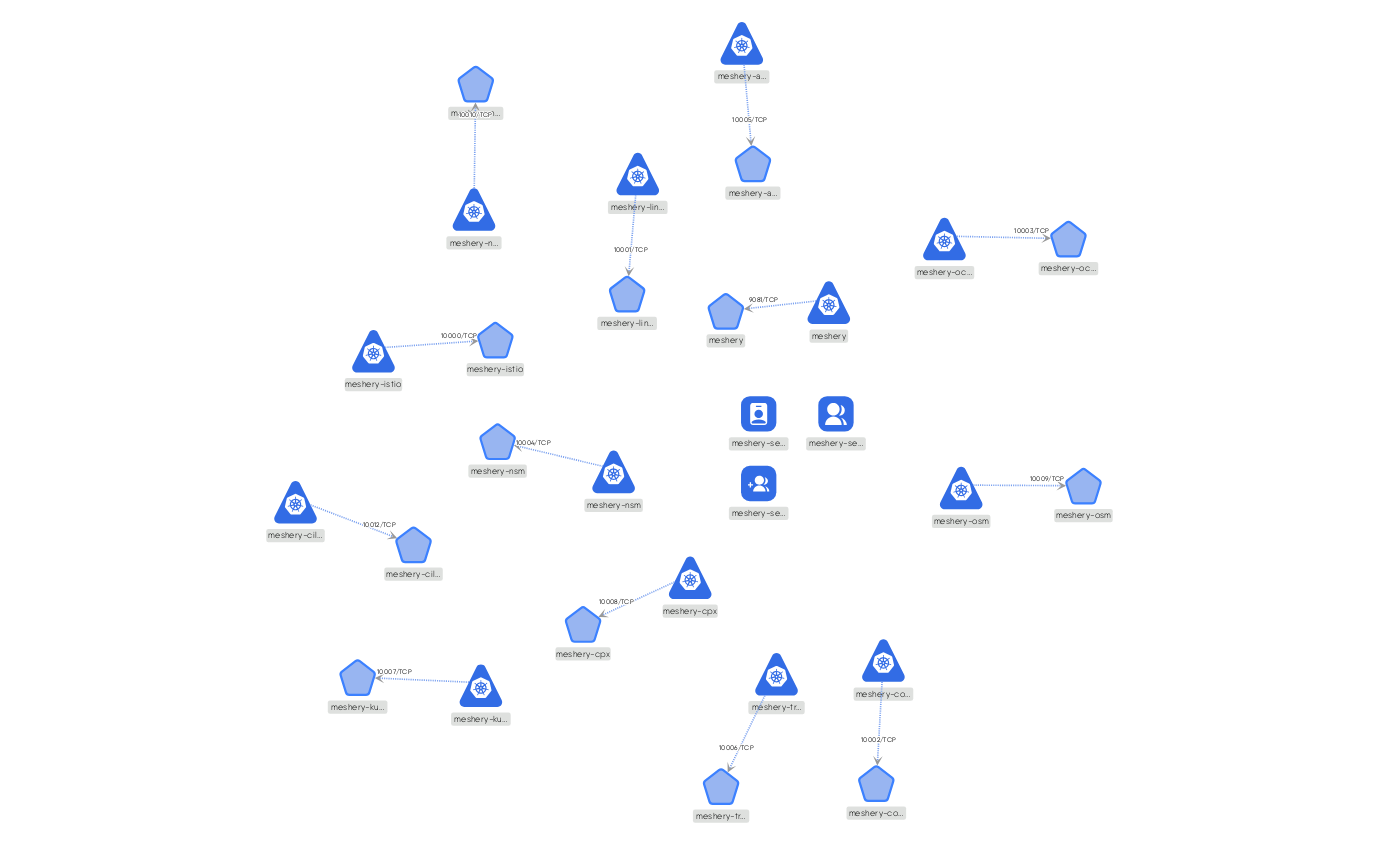 meshery-a...
10010/TCP
10005/TCP
meshery-a...
meshery-lin...
meshery-n...
10001/TCP
10003/TCP
meshery-oc...
meshery-oc...
9081/TCP
meshery-lin...
meshery
meshery
10000/TCP
meshery-istio
meshery-istio
10004/TCP
meshery-se...
meshery-se...
meshery-nsm
meshery-nsm
meshery-se...
10009/TCP
meshery-osm
meshery-osm
10012/TCP
meshery-cil...
meshery-cil...
10008/TCP
meshery-cpx
meshery-cpx
10007/TCP
meshery-ku...
meshery-ku...
meshery-tr...
meshery-co...
10006/TCP
10002/TCP
meshery-tr...
meshery-co...